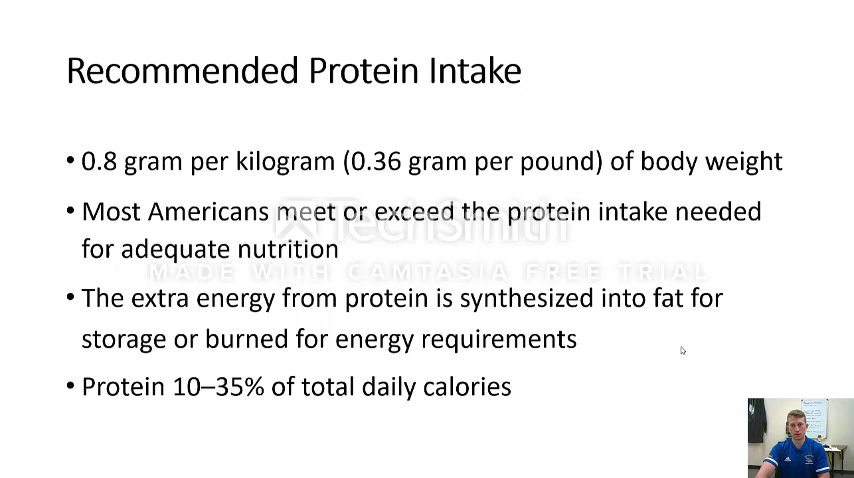 Recommended Protein Intake
• 0.8 gram per kilogram (0.36 gram per pound) of body weight
• Most Americans meet or exceed the protein intake needed
for adequate nutrition
TechSmith
MADE WITH CAMTASIA FREE TRIAL
• The extra energy from protein is synthesized into fat for
storage or burned for energy requirements
• Protein 10–35% of total daily calories